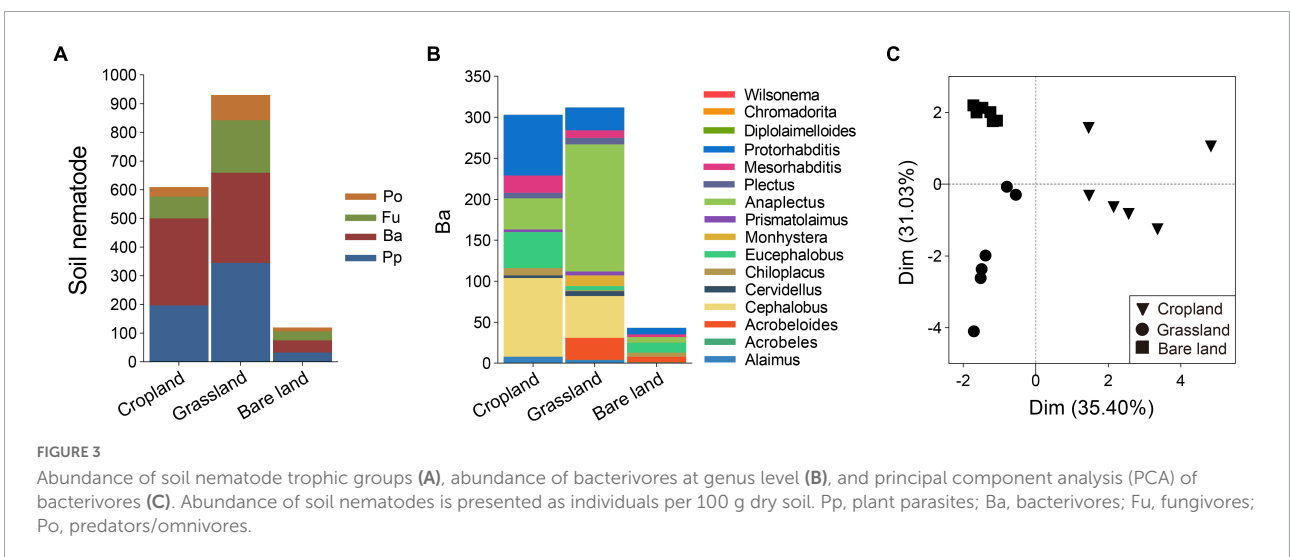 A
Soil nematode
1000
900
800
700
600
500
400
300
200
100
0
Cropland
Grassland
Bare land
Po
Fu
Ba
Pp
B
Ba
350
300
250
200
150
100
50
0
Cropland
Grassland
Bare land
Wilsonema
Chromadorita
Diplolaimelloides
Protorhabditis
Mesorhabditis
Plectus
Anaplectus
Prismatolaimus
Monhystera
Eucephalobus
Chiloplacus
Cervidellus
Cephalobus
Acrobeloides
Acrobeles
Alaimus
C
Dim (31.03%)
2
0
-2
-4
-2
0
2
4
Dim (35.40%)
Cropland
Grassland
Bare land
FIGURE 3
Abundance of soil nematode trophic groups (A), abundance of bacterivores at genus level (B), and principal component analysis (PCA) of
bacterivores (C). Abundance of soil nematodes is presented as individuals per 100 g dry soil. Pp, plant parasites; Ba, bacterivores; Fu, fungivores;
Po, predators/omnivores.